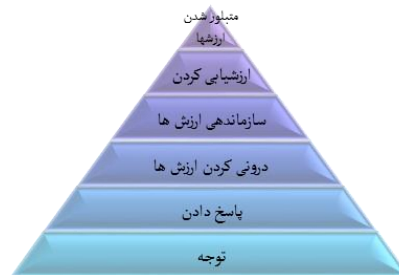 متبلور شدن
ارزشها
ارزشیابی کردن
سازماندهی ارزش ها
درونی کردن ارزش ها
پاسخ دادن
توجه